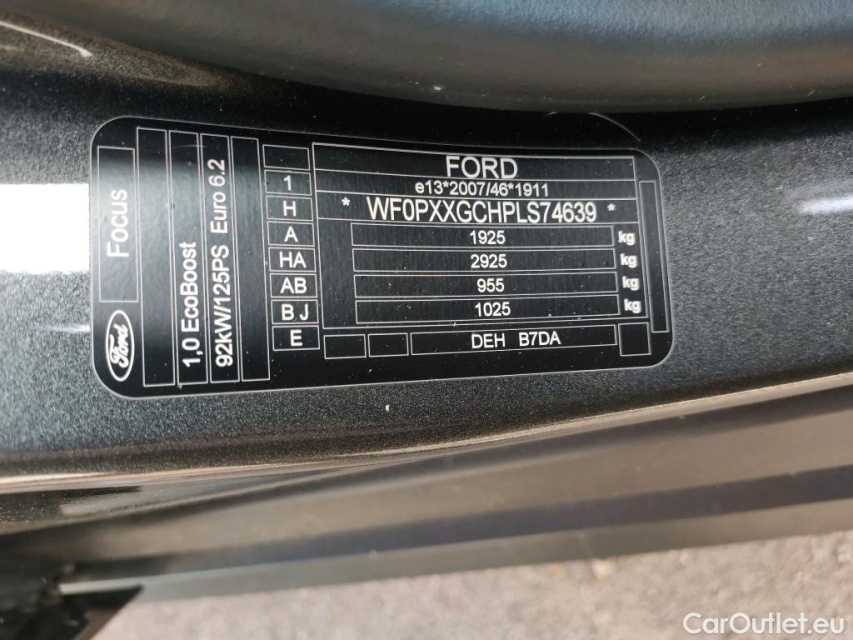 FORD
e13*2007/46*1911
* WF0PXXGCHPLS74639 *
1925 kg
2925 kg
955 kg
1025 kg
DEH B7DA
1
H
A
HA
AB
BJ
E
Focus
Ford
1,0 EcoBoost
92kW/125PS Euro 6.2
CarOutlet.eu